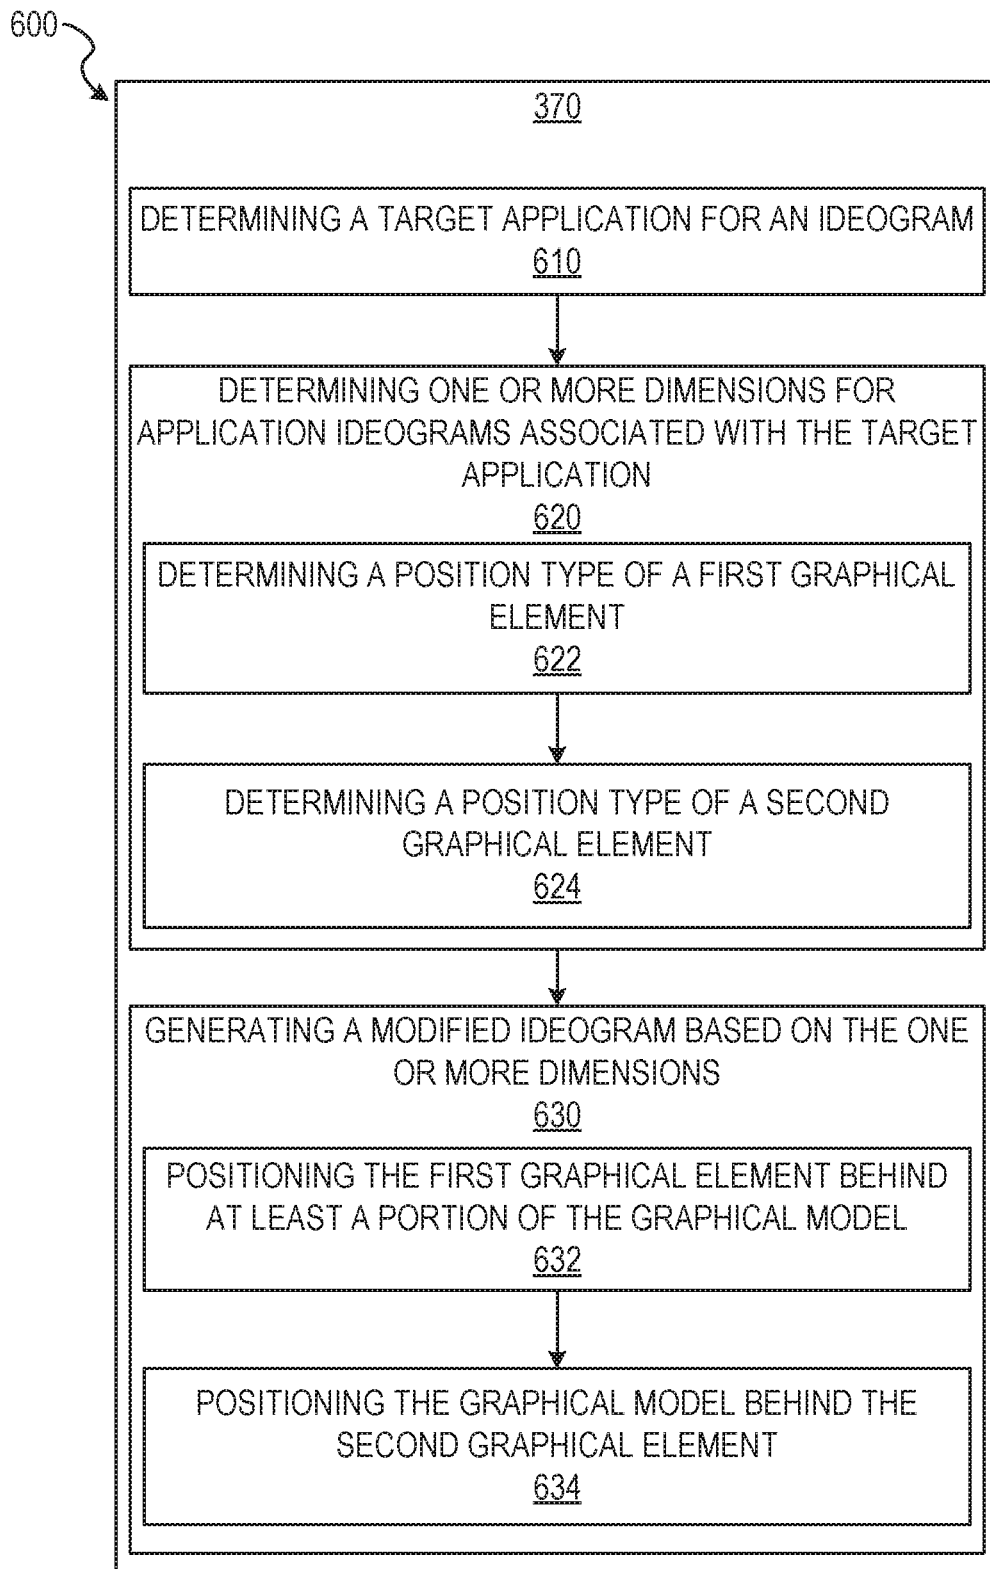 600
370
DETERMINING A TARGET APPLICATION FOR AN IDEOGRAM
610
DETERMINING ONE OR MORE DIMENSIONS FOR
APPLICATION IDEOGRAMS ASSOCIATED WITH THE TARGET
APPLICATION
620
DETERMINING A POSITION TYPE OF A FIRST GRAPHICAL
ELEMENT
622
DETERMINING A POSITION TYPE OF A SECOND
GRAPHICAL ELEMENT
624
GENERATING A MODIFIED IDEOGRAM BASED ON THE ONE
OR MORE DIMENSIONS
630
POSITIONING THE FIRST GRAPHICAL ELEMENT BEHIND
AT LEAST A PORTION OF THE GRAPHICAL MODEL
632
POSITIONING THE GRAPHICAL MODEL BEHIND THE
SECOND GRAPHICAL ELEMENT
634